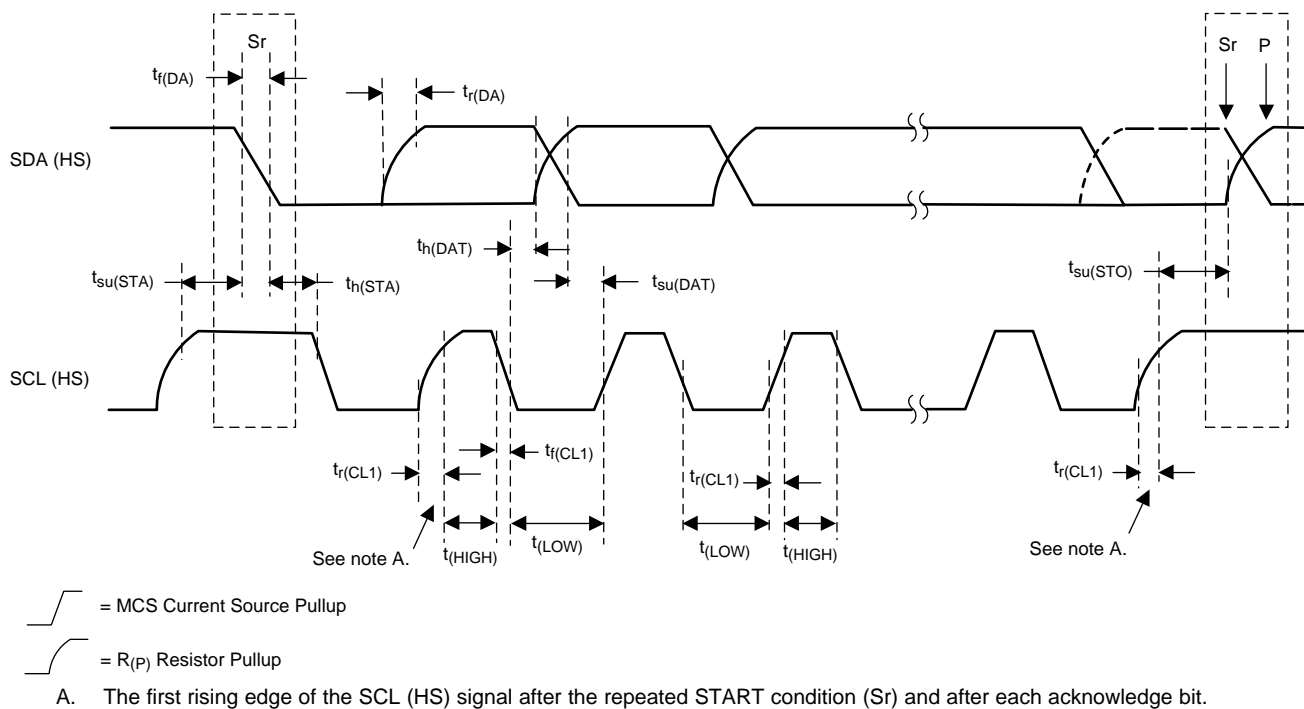 Sr
Sr P
tf(DA)
tr(DA)
SDA (HS)
th(DAT)
tsu(STA)
th(STA)
tsu(DAT)
tsu(STO)
SCL (HS)
tf(CL1)
tr(CL1)
tr(CL1)
tr(CL1)
See note A.
t(HIGH)
t(LOW)
t(LOW)
t(HIGH)
See note A.
= MCS Current Source Pullup
= R(P) Resistor Pullup
A. The first rising edge of the SCL (HS) signal after the repeated START condition (Sr) and after each acknowledge bit.